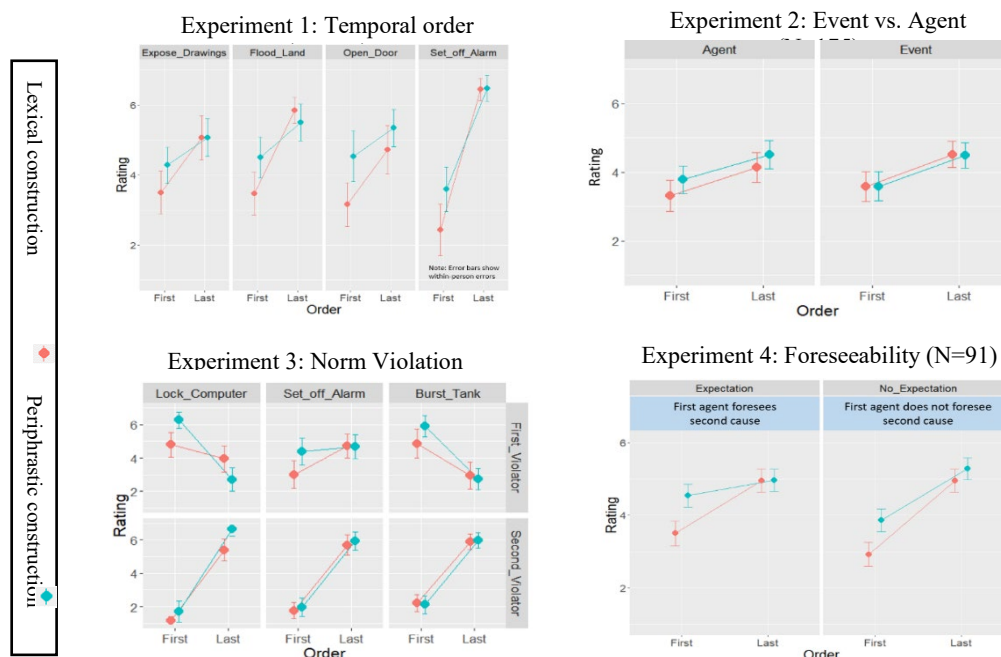 Lexical construction
Periphrastic construction
Experiment 1: Temporal order
Expose_Drawings Flood_Land Open_Door Set_off_Alarm
Rating
6
4
2
Note: Error bars show
within-person errors
First Last First Last First Last First Last
Order
Experiment 2: Event vs. Agent
Agent Event
Rating
6
4
2
First Last First Last
Order
Experiment 3: Norm Violation
Lock_Computer Set_off_Alarm Burst_Tank
Rating
6
4
2
First_Violator
6
4
2
Second_Violator
First Last First Last First Last
Order
Experiment 4: Foreseeability (N=91)
Expectation No_Expectation
First agent foresees
second cause
First agent does not foresee
second cause
Rating
6
4
2
First Last First Last
Order